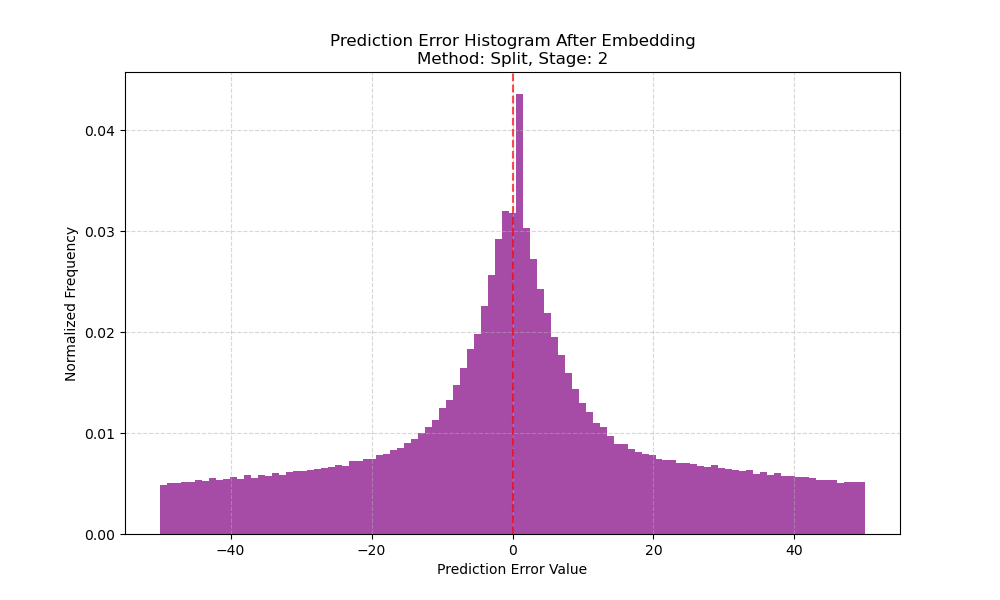 Prediction Error Histogram After Embedding
Method: Split, Stage: 2
Normalized Frequency
0.04
0.03
0.02
0.01
0.00
−40
−20
0
20
40
Prediction Error Value